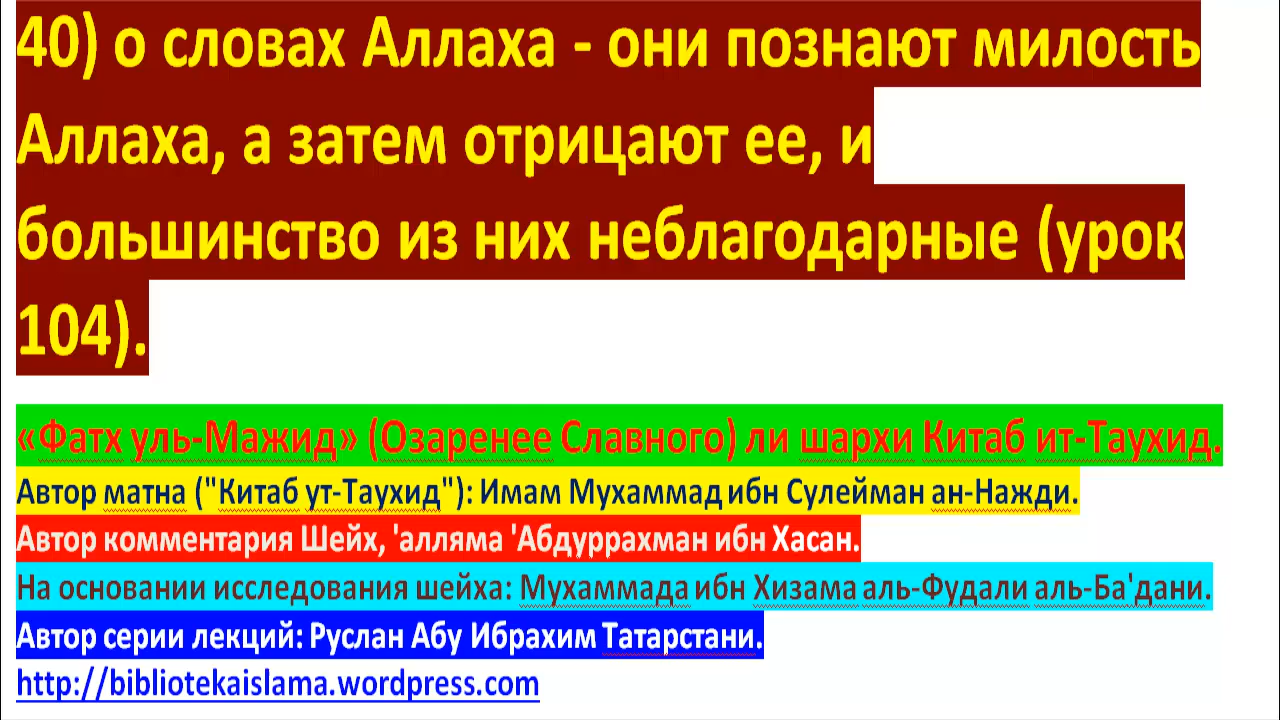 40) о словах Аллаха - они познают милость
Аллаха, а затем отрицают ее, и
большинство из них неблагодарные (урок
104).
«Фатх уль-Мажид» (Озаренее Славного) ли шархи Китаб ит-Таухид.
Автор матна ("Китаб ут-Таухид"): Имам Мухаммад ибн Сулейман ан-Нажди.
Автор комментария Шейх, 'алляма 'Абдуррахман ибн Хасан.
На основании исследования шейха: Мухаммада ибн Хизама аль-Фудали аль-Ба'дани.
Автор серии лекций: Руслан Абу Ибрахим Татарстани.
http://bibliotekaislama.wordpress.com